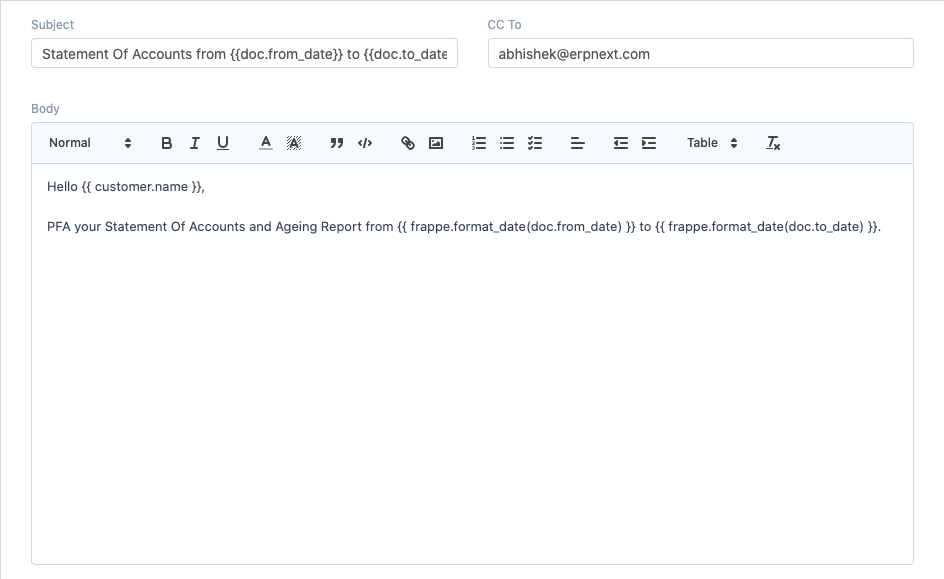 Subject
CC To
Statement Of Accounts from {{doc.from_date}} to {{doc.to_date
abhishek@erpnext.com
Body
Normal
Table
Hello {{ customer.name }},
PFA your Statement Of Accounts and Ageing Report from {{ frappe.format_date(doc.from_date) }} to {{ frappe.format_date(doc.to_date) }}.